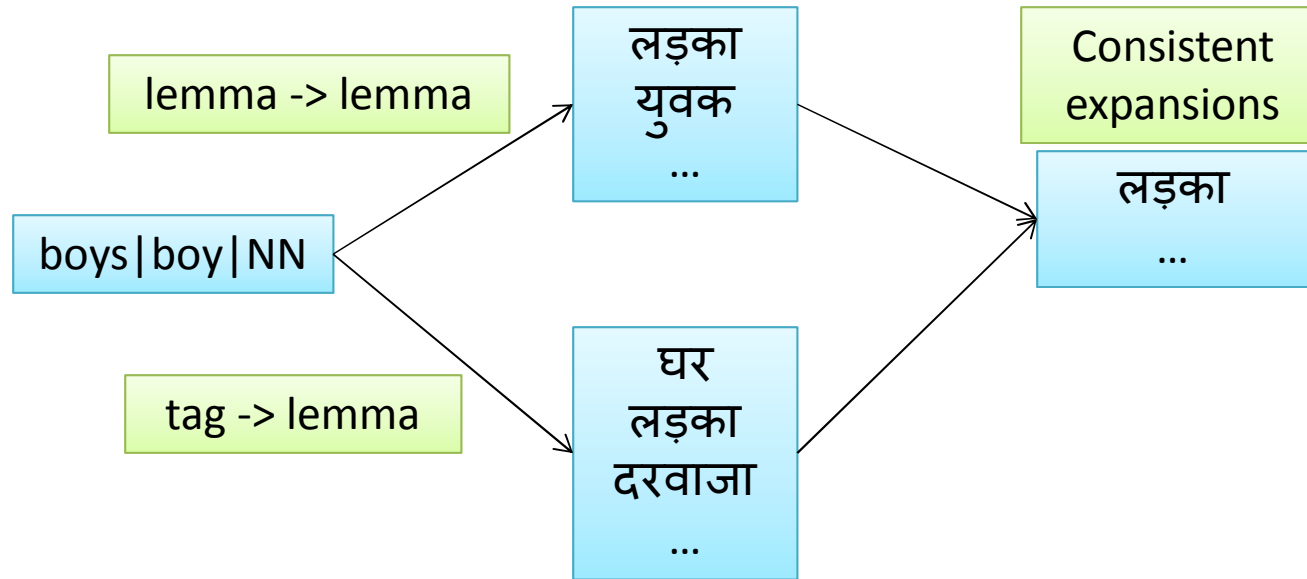 lemma -> lemma
लड़का
युवक
...
Consistent
expansions
लड़का
...
boys|boy|NN
tag -> lemma
घर
लड़का
दरवाजा
...